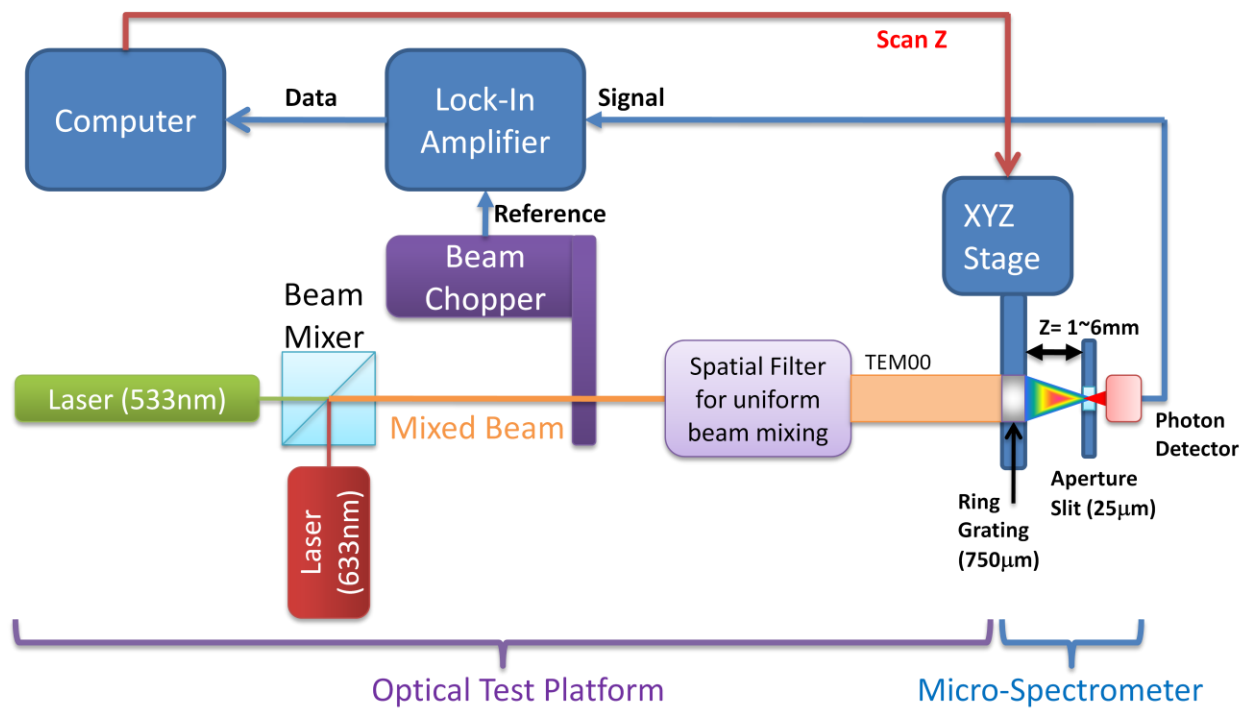 Scan Z
Computer
Data
Lock-In
Amplifier
Signal
Reference
XYZ
Stage
Beam
Chopper
Beam
Mixer
Z= 1~6mm
Laser (533nm)
Mixed Beam
Spatial Filter
for uniform
beam mixing
TEM00
Photon
Detector
Laser
(633nm)
Aperture
Slit (25μm)
Ring
Grating
(750μm)
Optical Test Platform
Micro-Spectrometer